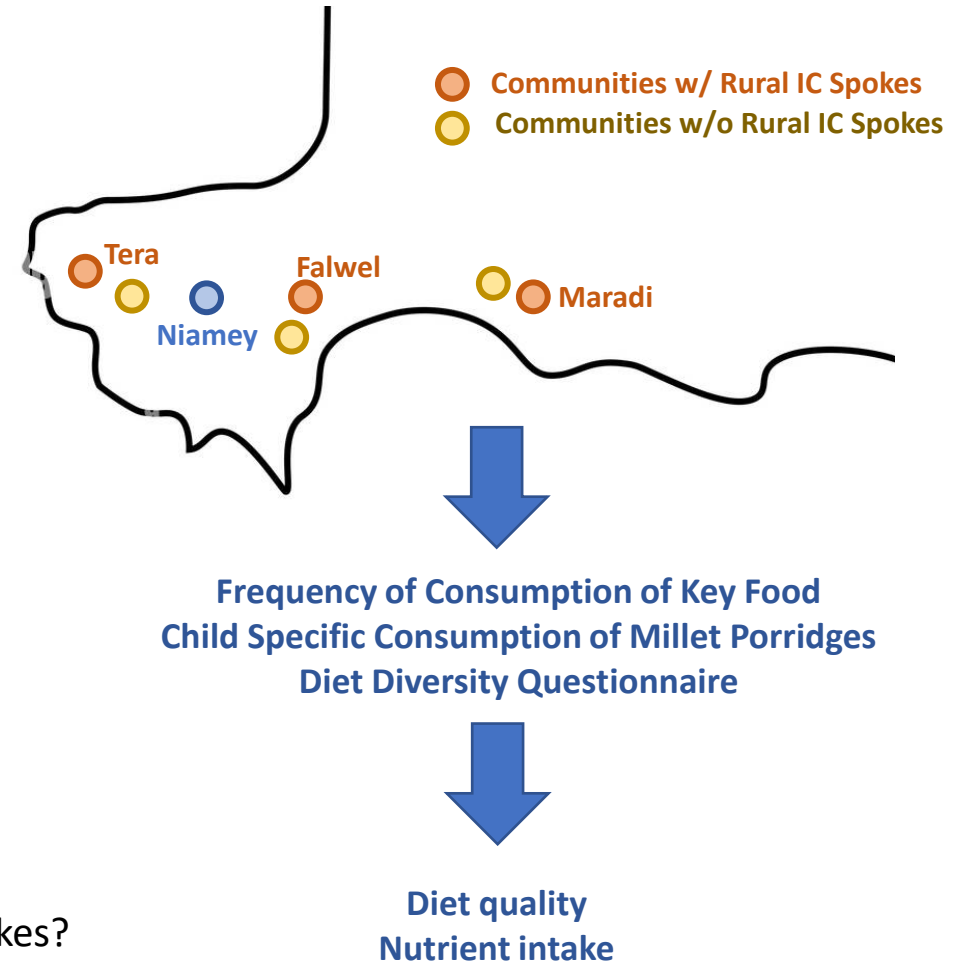 Communities w/ Rural IC Spokes
Communities w/o Rural IC Spokes
Tera
Falwel
Maradi
Niamey
Frequency of Consumption of Key Food
Child Specific Consumption of Millet Porridges
Diet Diversity Questionnaire
Diet quality
Nutrient intake
kes?